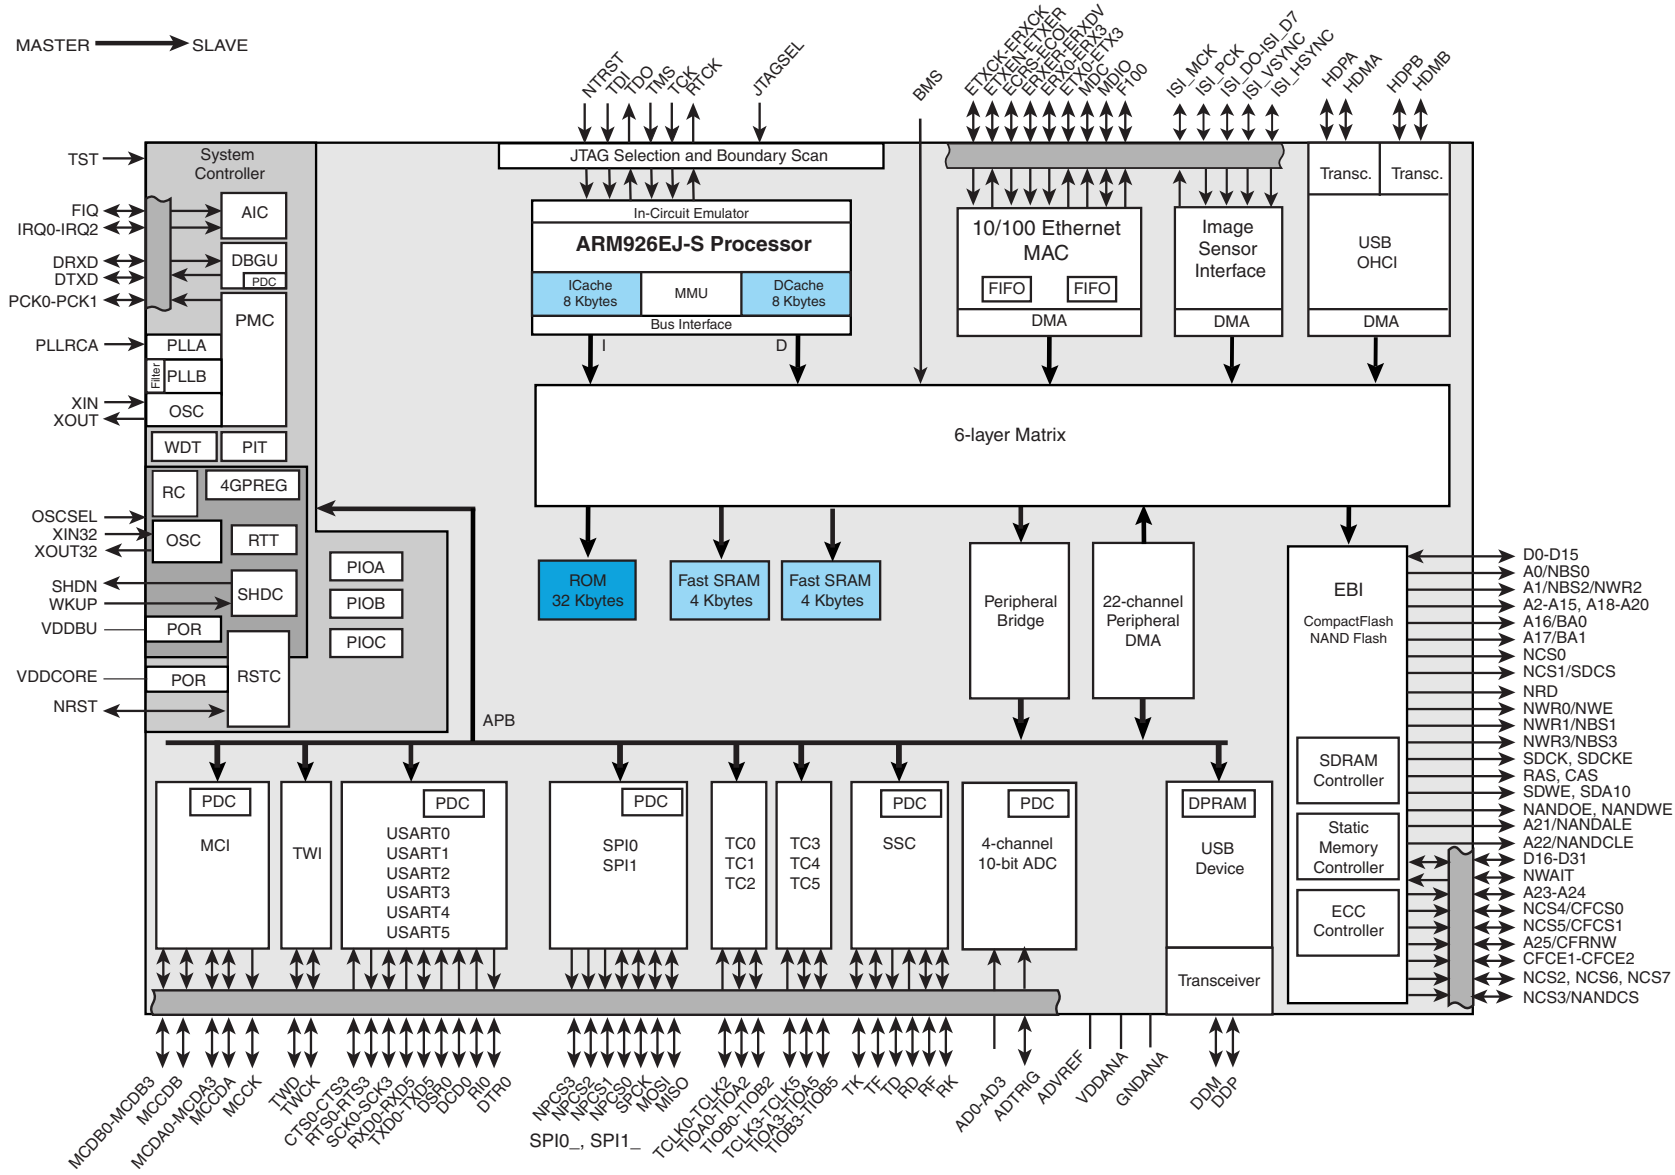 MASTER SLAVE
NTRST
TDI
TDO
TMS
TCK
RTCK
JTAGSEL
BMS
ETXCK-ERXCK
ETXEN-ETXER
ECRS-ECOL
ERXER-ERXDV
ERX0-ERX3
ETX0-ETX3
MDC
MDIO
F100
ISI_MCK
ISI_PCK
ISI_DO-ISI_D7
ISI_VSYNC
ISI_HSYNC
HDPA
HDMA
HDPB
HDMB
TST
FIQ
IRQ0-IRQ2
DRXD
DTXD
PCK0-PCK1
PLLRCA
XIN
XOUT
OSCSEL
XIN32
XOUT32
SHDN
WKUP
VDDBU
VDDCORE
NRST
System
Controller
AIC
DBGU
PDC
PMC
PLLA
Filter
PLLB
OSC
WDT
PIT
RC
4GPREG
OSC
RTT
SHDC
POR
POR
RSTC
PIOA
PIOB
PIOC
JTAG Selection and Boundary Scan
In-Circuit Emulator
ARM926EJ-S Processor
ICache
8 Kbytes
MMU
DCache
8 Kbytes
Bus Interface
I
D
10/100 Ethernet
MAC
FIFO
FIFO
DMA
Image
Sensor
Interface
DMA
Transc.
Transc.
USB
OHCI
DMA
6-layer Matrix
ROM
32 Kbytes
Fast SRAM
4 Kbytes
Fast SRAM
4 Kbytes
Peripheral
Bridge
22-channel
Peripheral
DMA
EBI
CompactFlash
NAND Flash
SDRAM
Controller
Static
Memory
Controller
ECC
Controller
D0-D15
A0/NBS0
A1/NBS2/NWR2
A2-A15, A18-A20
A16/BA0
A17/BA1
NCS0
NCS1/SDCS
NRD
NWR0/NWE
NWR1/NBS1
NWR3/NBS3
SDCK, SDCKE
RAS, CAS
SDWE, SDA10
NANDOE, NANDWE
A21/NANDALE
A22/NANDCLE
D16-D31
NWAIT
A23-A24
NCS4/CFCS0
NCS5/CFCS1
A25/CFRNW
CFCE1-CFCE2
NCS2, NCS6, NCS7
NCS3/NANDCS
APB
PDC
MCI
TWI
PDC
USART0
USART1
USART2
USART3
USART4
USART5
PDC
SPI0
SPI1
TC0
TC1
TC2
TC3
TC4
TC5
PDC
SSC
PDC
4-channel
10-bit ADC
DPRAM
USB
Device
Transceiver
MCDB0-MCDB3
MCCDB
MCDA0-MCDA3
MCCDA
MCCK
TWD
TWCK
CTS0-CTS3
RTS0-RTS3
SCK0-SCK3
RXD0-RXD5
TXD0-TXD5
DSR0
DCD0
RI0
DTR0
NPCS3
NPCS2
NPCS1
NPCS0
SPCK
MOSI
MISO
SPI0_, SPI1_
TCLK0-TCLK2
TIOA0-TIOA2
TIOB0-TIOB2
TCLK3-TCLK5
TIOA3-TIOA5
TIOB3-TIOB5
TK
TF
TD
RD
RF
RK
AD0-AD3
ADTRIG
ADVREF
VDDANA
GNDANA
DDM
DDP